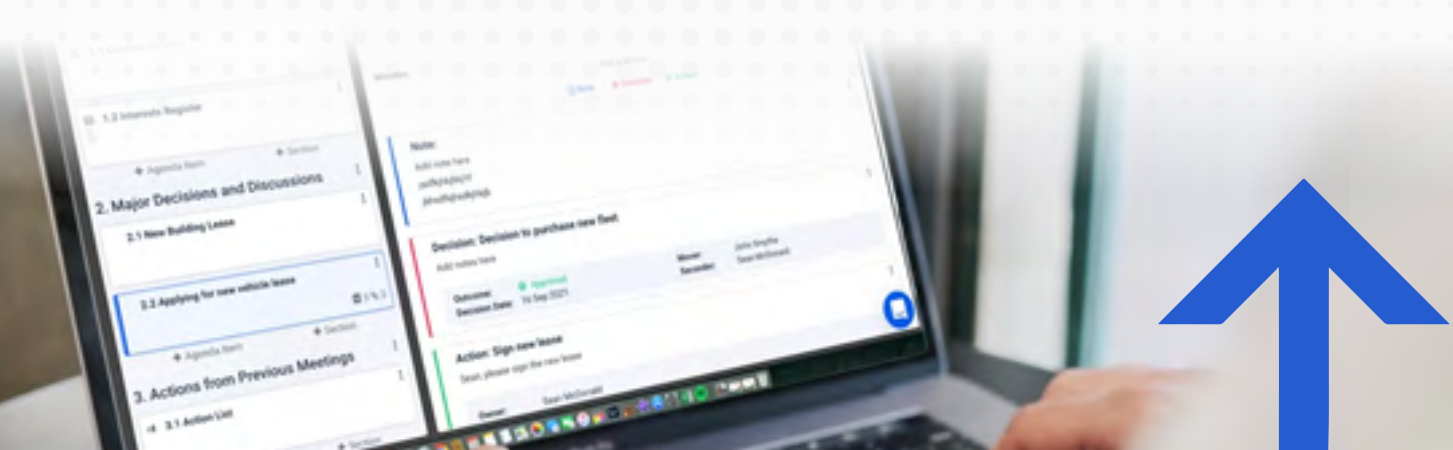 1.2 Interests Register
+ Agenda Item
+ Section
2. Major Decisions and Discussions
2.1 New Building Lease
2.2 Applying for new vehicle lease
+ Agenda Item
+ Section
3. Actions from Previous Meetings
3.1 Action List
+ Section
Note:
Add note here
Decision: Decision to purchase new fleet
Add notes here
Outcome: Approved
Decision Date: 16 Sep 2021
Mover: John Smythe
Seconder: Sean McDonald
Action: Sign new lease
Sean, please sign the new lease
Owner: Sean McDonald